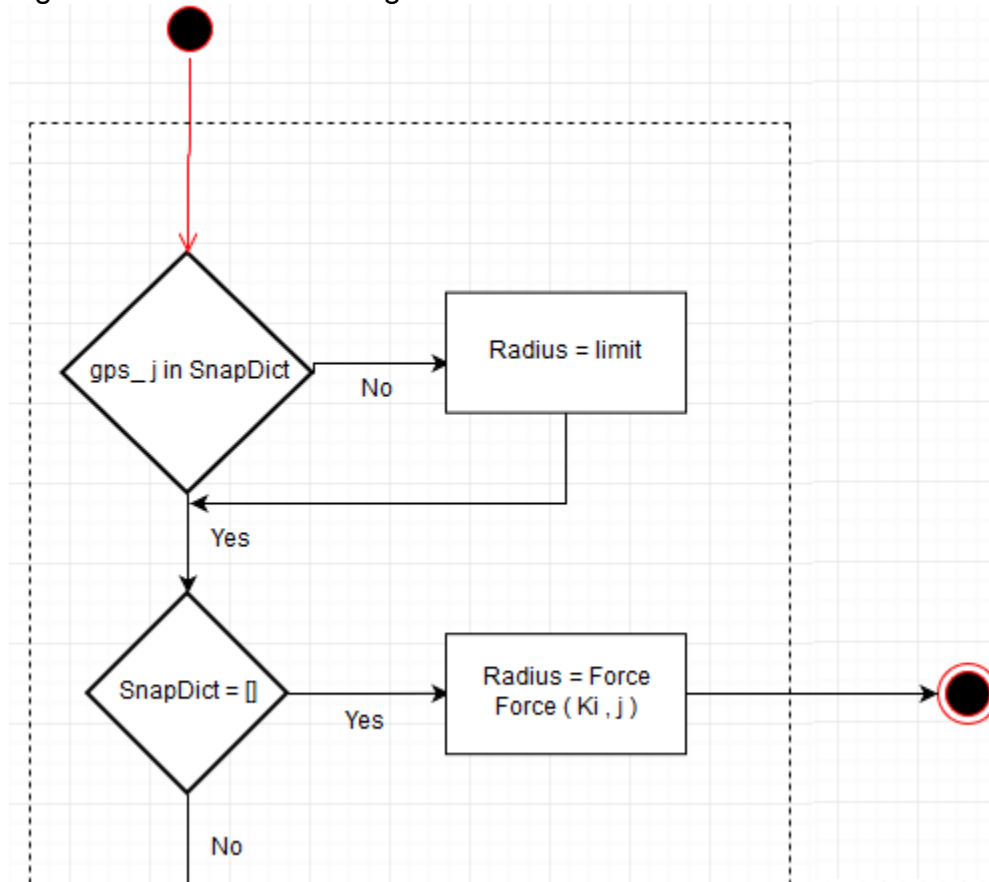 gps_ j in SnapDict
No
Radius = limit
Yes
SnapDict = []
Yes
Radius = Force
Force ( Ki , j )
No